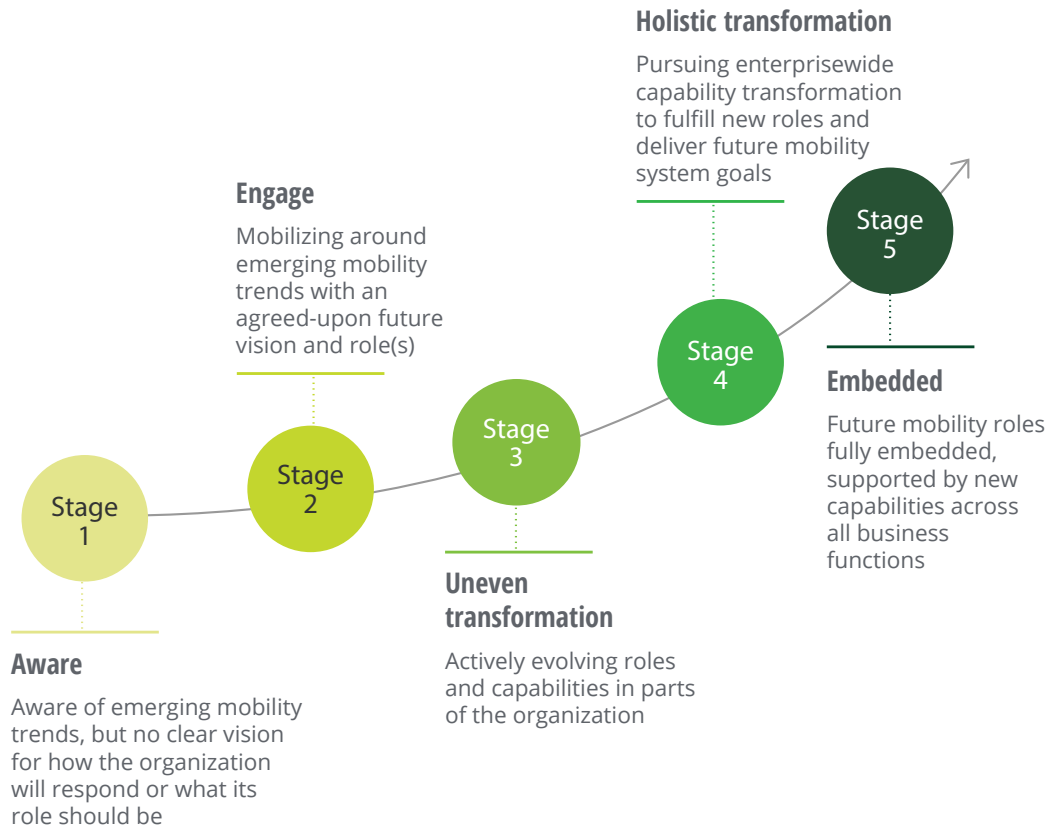 Stage
1
Aware
Aware of emerging mobility
trends, but no clear vision
for how the organization
will respond or what its
role should be
Engage
Mobilizing around
emerging mobility
trends with an
agreed-upon future
vision and role(s)
Stage
2
Stage
3
Uneven
transformation
Actively evolving roles
and capabilities in parts
of the organization
Holistic transformation
Pursuing enterprisewide
capability transformation
to fulfill new roles and
deliver future mobility
system goals
Stage
4
Stage
5
Embedded
Future mobility roles
fully embedded,
supported by new
capabilities across
all business
functions